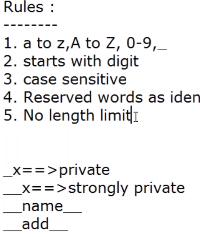 Rules :
--------
1. a to z,A to Z, 0-9,_
2. starts with digit
3. case sensitive
4. Reserved words as iden
5. No length limit
_x==>private
__x==>strongly private
__name__
__add__